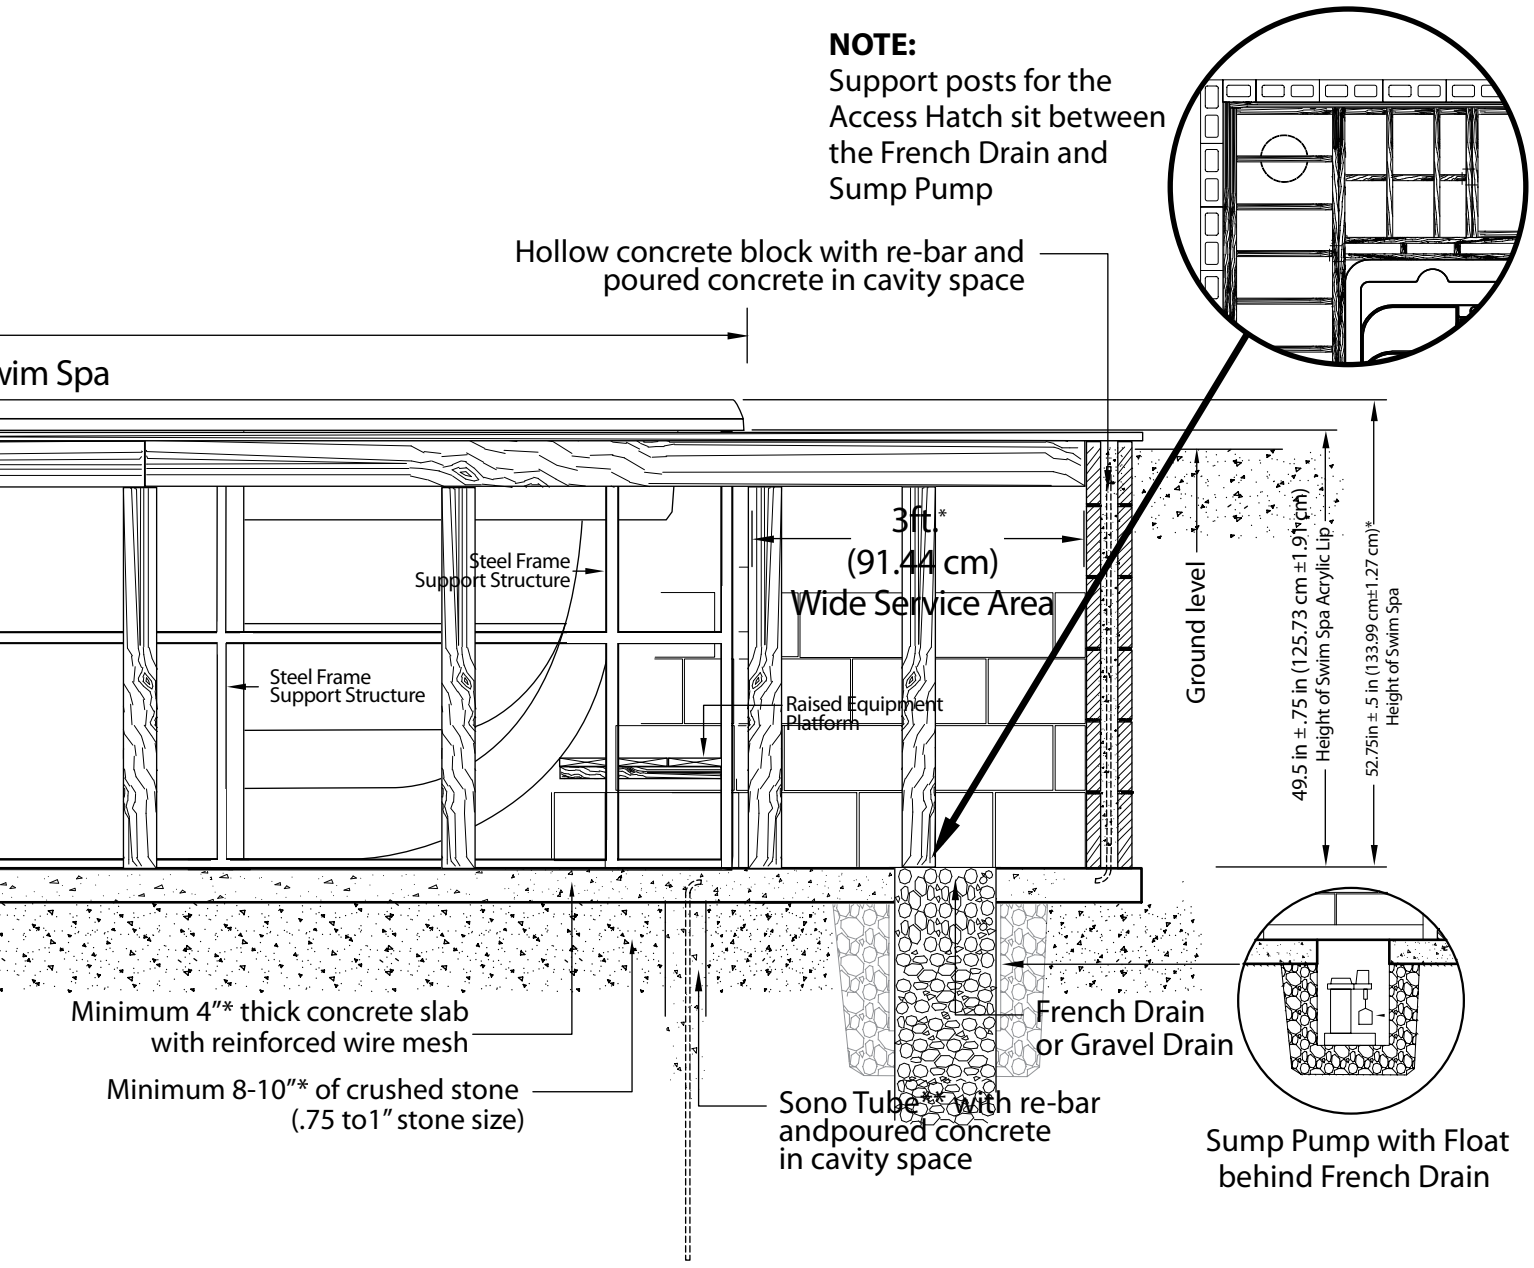 NOTE:
Support posts for the
Access Hatch sit between
the French Drain and
Sump Pump
Hollow concrete block with re-bar and
poured concrete in cavity space
wim Spa
3ft.*
(91.44 cm)
Wide Service Area
Steel Frame
Support Structure
Steel Frame
Support Structure
Raised Equipment
Platform
Ground level
49.5 in ± .75 in (125.73 cm ±1.91 cm)
Height of Swim Spa Acrylic Lip
52.75in ± .5 in (133.99 cm±1.27 cm)*
Height of Swim Spa
Minimum 4”* thick concrete slab
with reinforced wire mesh
Minimum 8-10”* of crushed stone
(.75 to1” stone size)
Sono Tube** with re-bar
andpoured concrete
in cavity space
French Drain
or Gravel Drain
Sump Pump with Float
behind French Drain